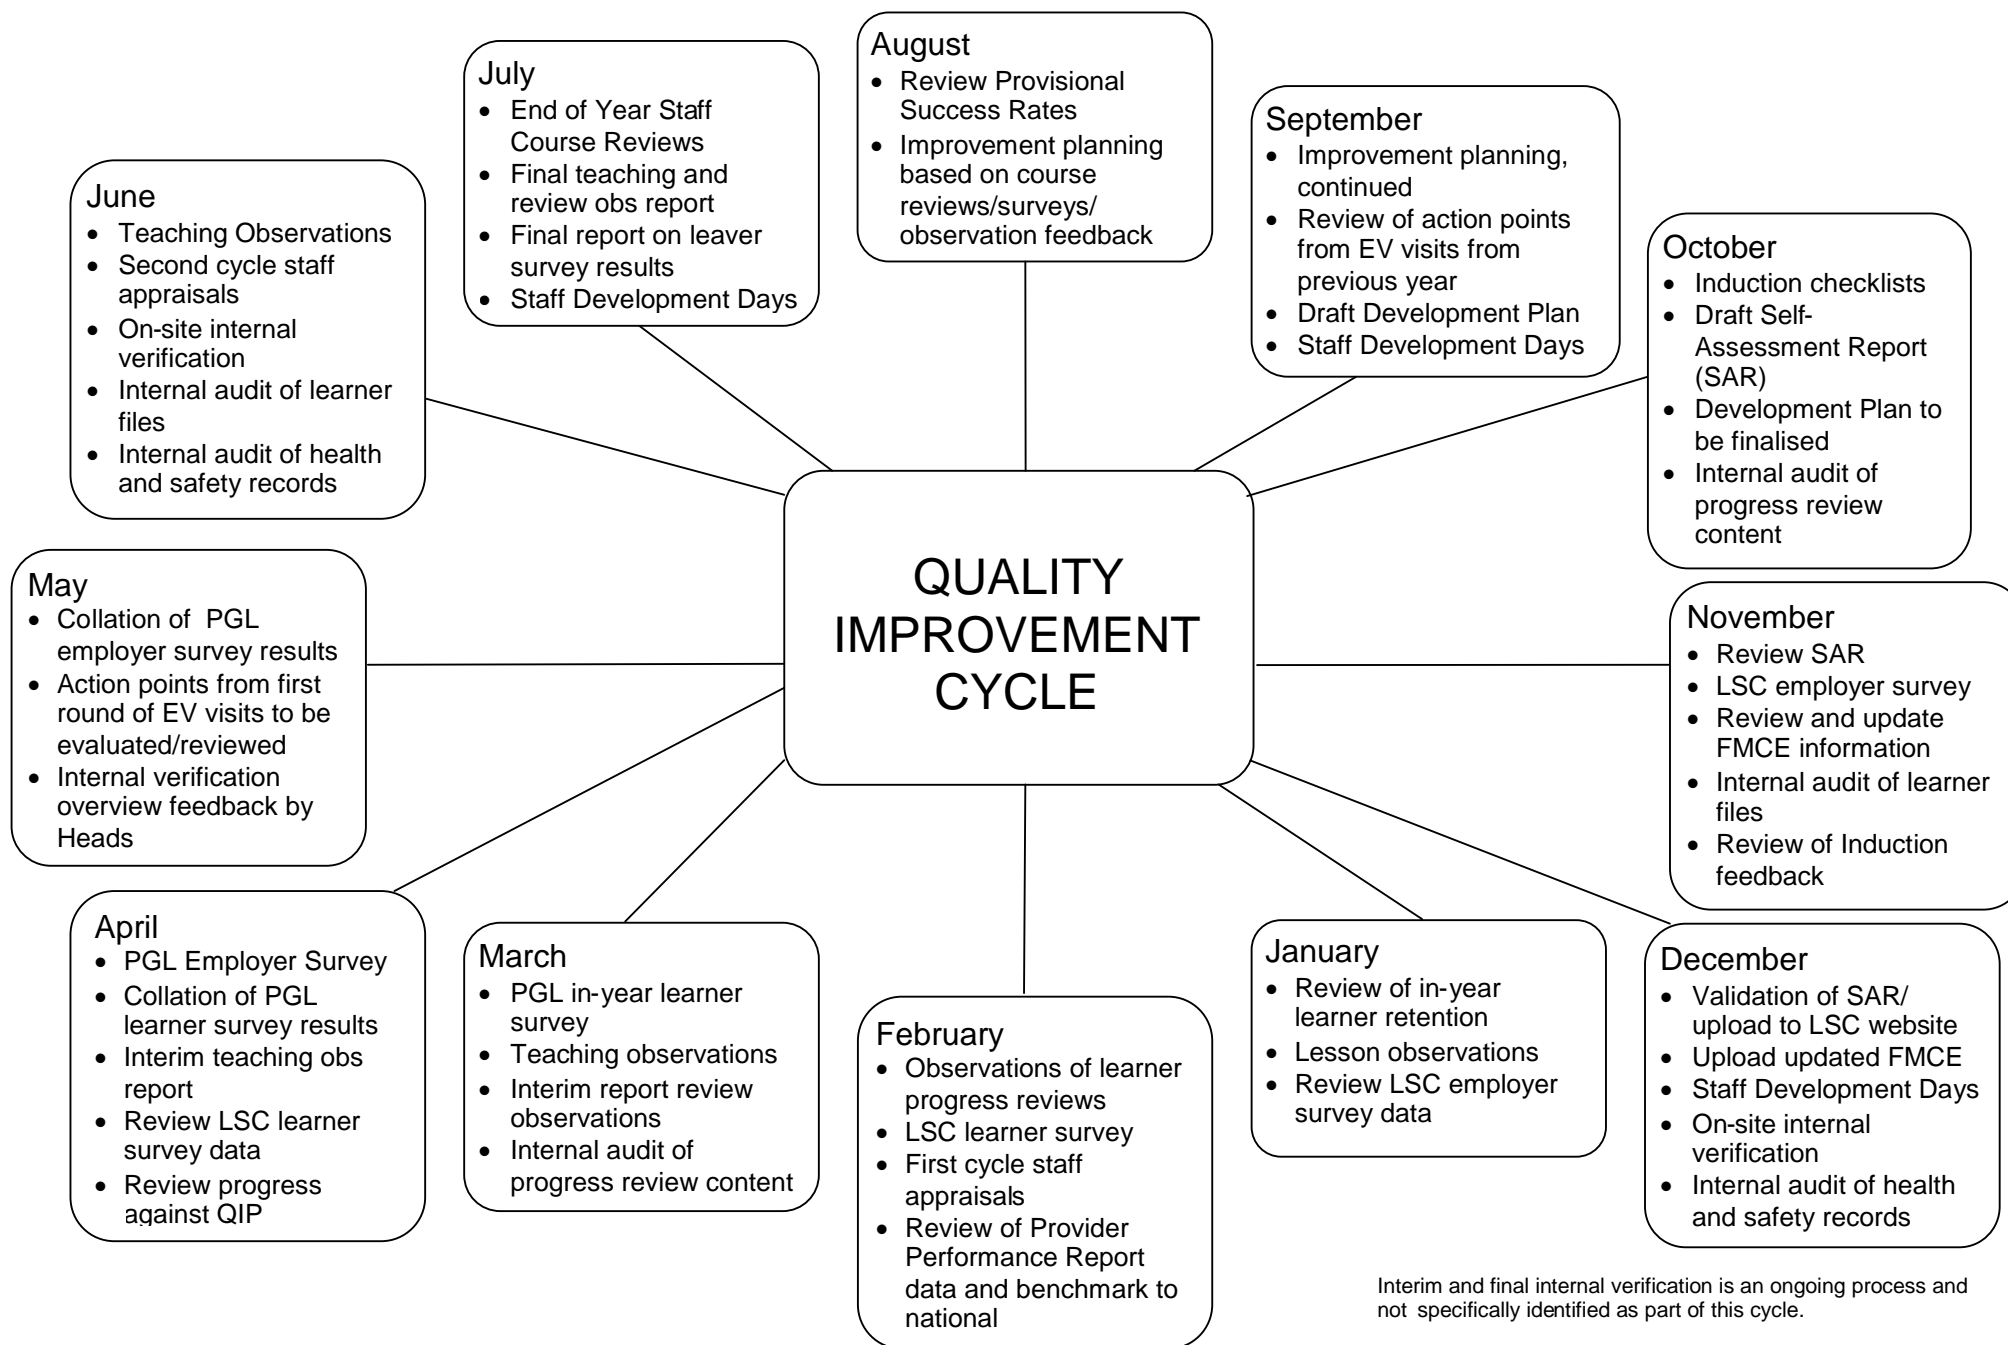 August
• Review Provisional
Success Rates
• Improvement planning
based on course
reviews/surveys/
observation feedback
July
• End of Year Staff
Course Reviews
• Final teaching and
review obs report
• Final report on leaver
survey results
• Staff Development Days
September
• Improvement planning,
continued
• Review of action points
from EV visits from
previous year
• Draft Development Plan
• Staff Development Days
June
• Teaching Observations
• Second cycle staff
appraisals
• On-site internal
verification
• Internal audit of learner
files
• Internal audit of health
and safety records
October
• Induction checklists
• Draft Self-
Assessment Report
(SAR)
• Development Plan to
be finalised
• Internal audit of
progress review
content
QUALITY
IMPROVEMENT
CYCLE
May
• Collation of PGL
employer survey results
• Action points from first
round of EV visits to be
evaluated/reviewed
• Internal verification
overview feedback by
Heads
November
• Review SAR
• LSC employer survey
• Review and update
FMCE information
• Internal audit of learner
files
• Review of Induction
feedback
April
• PGL Employer Survey
• Collation of PGL
learner survey results
• Interim teaching obs
report
• Review LSC learner
survey data
• Review progress
against QIP
March
• PGL in-year learner
survey
• Teaching observations
• Interim report review
observations
• Internal audit of
progress review content
February
• Observations of learner
progress reviews
• LSC learner survey
• First cycle staff
appraisals
• Review of Provider
Performance Report
data and benchmark to
national
January
• Review of in-year
learner retention
• Lesson observations
• Review LSC employer
survey data
December
• Validation of SAR/
upload to LSC website
• Upload updated FMCE
• Staff Development Days
• On-site internal
verification
• Internal audit of health
and safety records
Interim and final internal verification is an ongoing process and
not specifically identified as part of this cycle.